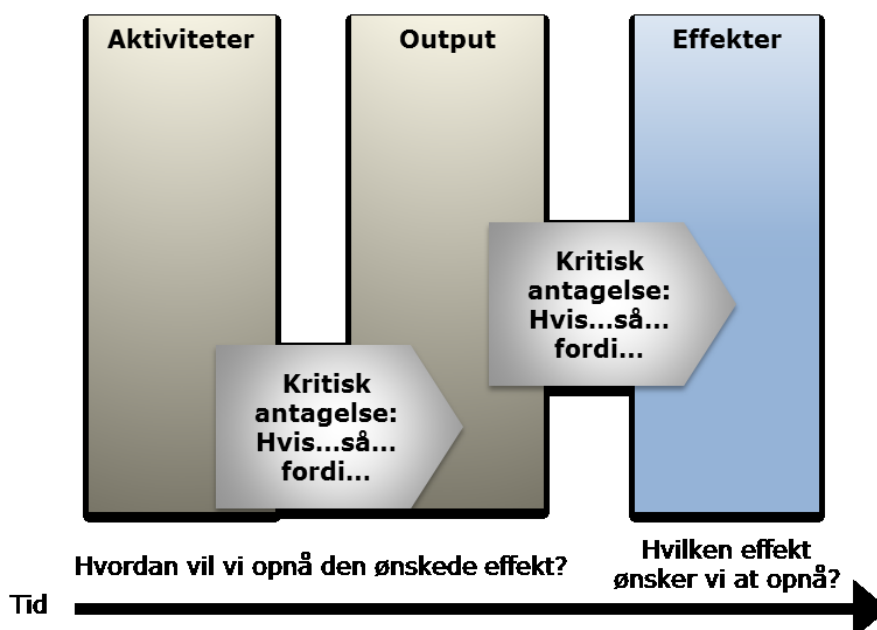 Aktiviteter
Output
Effekter
Kritisk
antagelse:
Hvis...så...
fordi...
Kritisk
antagelse:
Hvis...så...
fordi...
Hvordan vil vi opnå den ønskede effekt?
Hvilken effekt
ønsker vi at opnå?
Tid